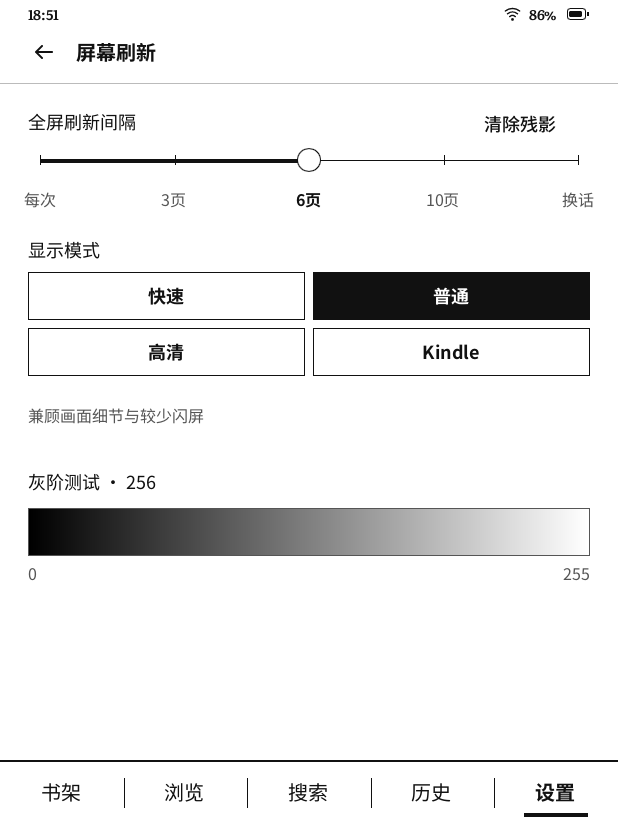 18:51 86%
屏幕刷新
全屏刷新间隔 清除残影
每次 3页 6页 10页 换话
显示模式
快速 普通
高清 Kindle
兼顾画面细节与较少闪屏
灰阶测试 · 256
0 255
书架 浏览 搜索 历史 设置